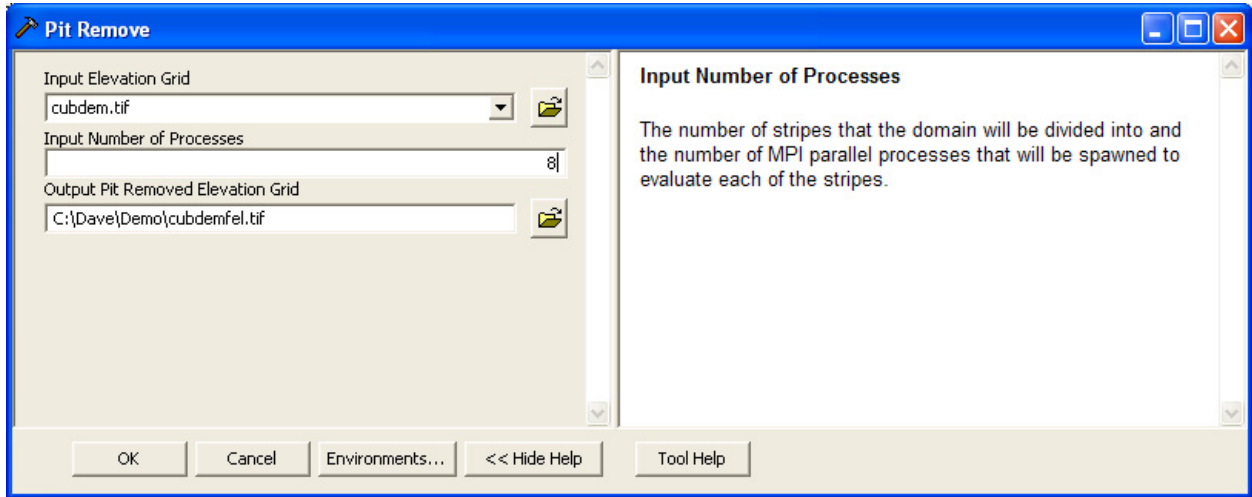 Pit Remove
Input Elevation Grid
cubdem.tif
Input Number of Processes
8
Output Pit Removed Elevation Grid
C:\Dave\Demo\cubdemfel.tif
Input Number of Processes
The number of stripes that the domain will be divided into and
the number of MPI parallel processes that will be spawned to
evaluate each of the stripes.
OK
Cancel
Environments...
<< Hide Help
Tool Help